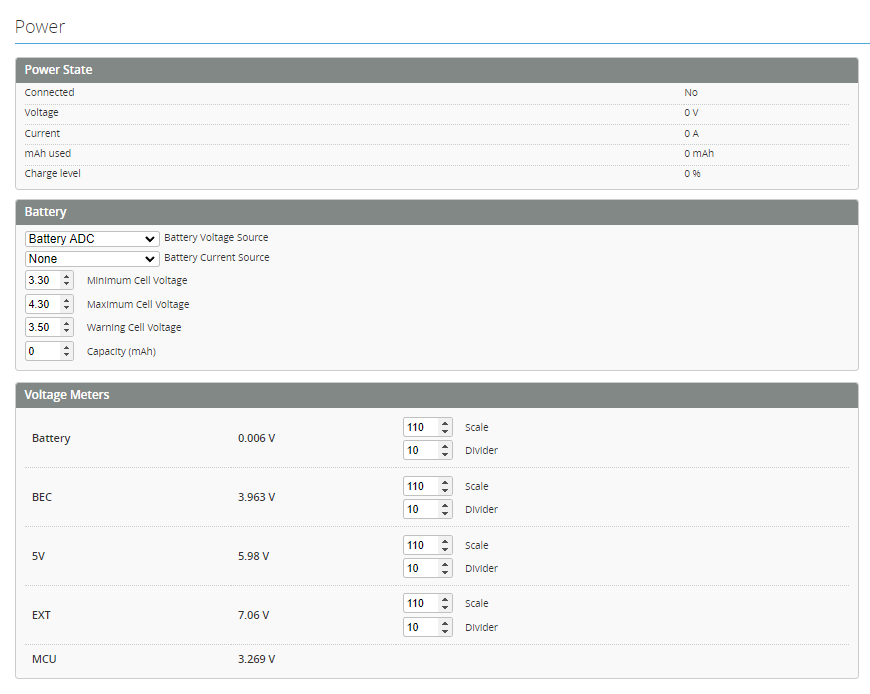 Power
Power State
Connected No
Voltage 0 V
Current 0 A
mAh used 0 mAh
Charge level 0 %
Battery
Battery ADC Battery Voltage Source
None Battery Current Source
3.30 Minimum Cell Voltage
4.30 Maximum Cell Voltage
3.50 Warning Cell Voltage
0 Capacity (mAh)
Voltage Meters
Battery 0.006 V
110 Scale
10 Divider
BEC 3.963 V
110 Scale
10 Divider
5V 5.98 V
110 Scale
10 Divider
EXT 7.06 V
110 Scale
10 Divider
MCU 3.269 V